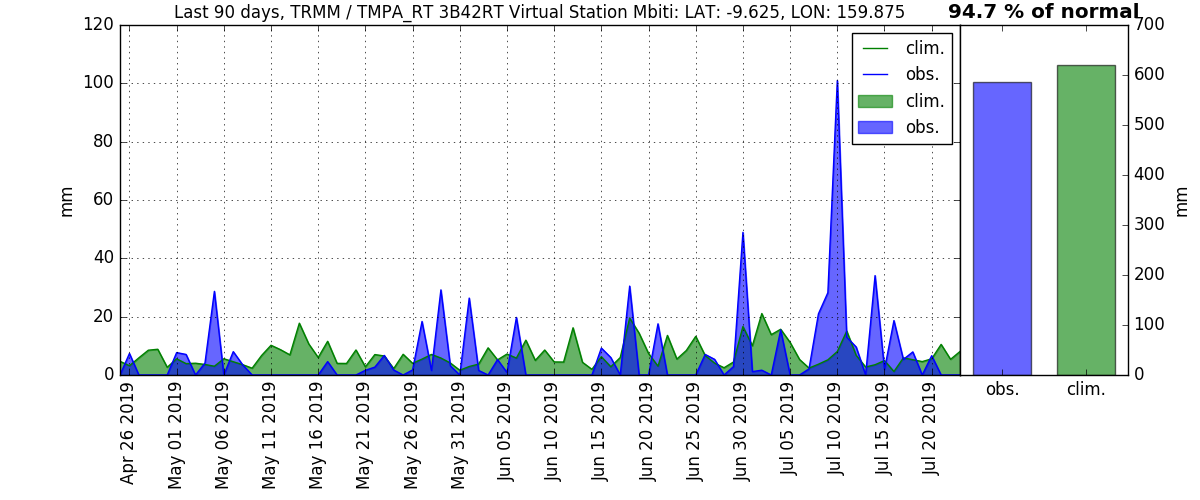 Last 90 days, TRMM / TMPA_RT 3B42RT Virtual Station Mbiti: LAT: -9.625, LON: 159.875
94.7 % of normal
120
100
80
60
40
20
0
mm
clim.
obs.
clim.
obs.
Apr 26 2019
May 01 2019
May 06 2019
May 11 2019
May 16 2019
May 21 2019
May 26 2019
May 31 2019
Jun 05 2019
Jun 10 2019
Jun 15 2019
Jun 20 2019
Jun 25 2019
Jun 30 2019
Jul 05 2019
Jul 10 2019
Jul 15 2019
Jul 20 2019
700
600
500
400
300
200
100
0
mm
obs.
clim.